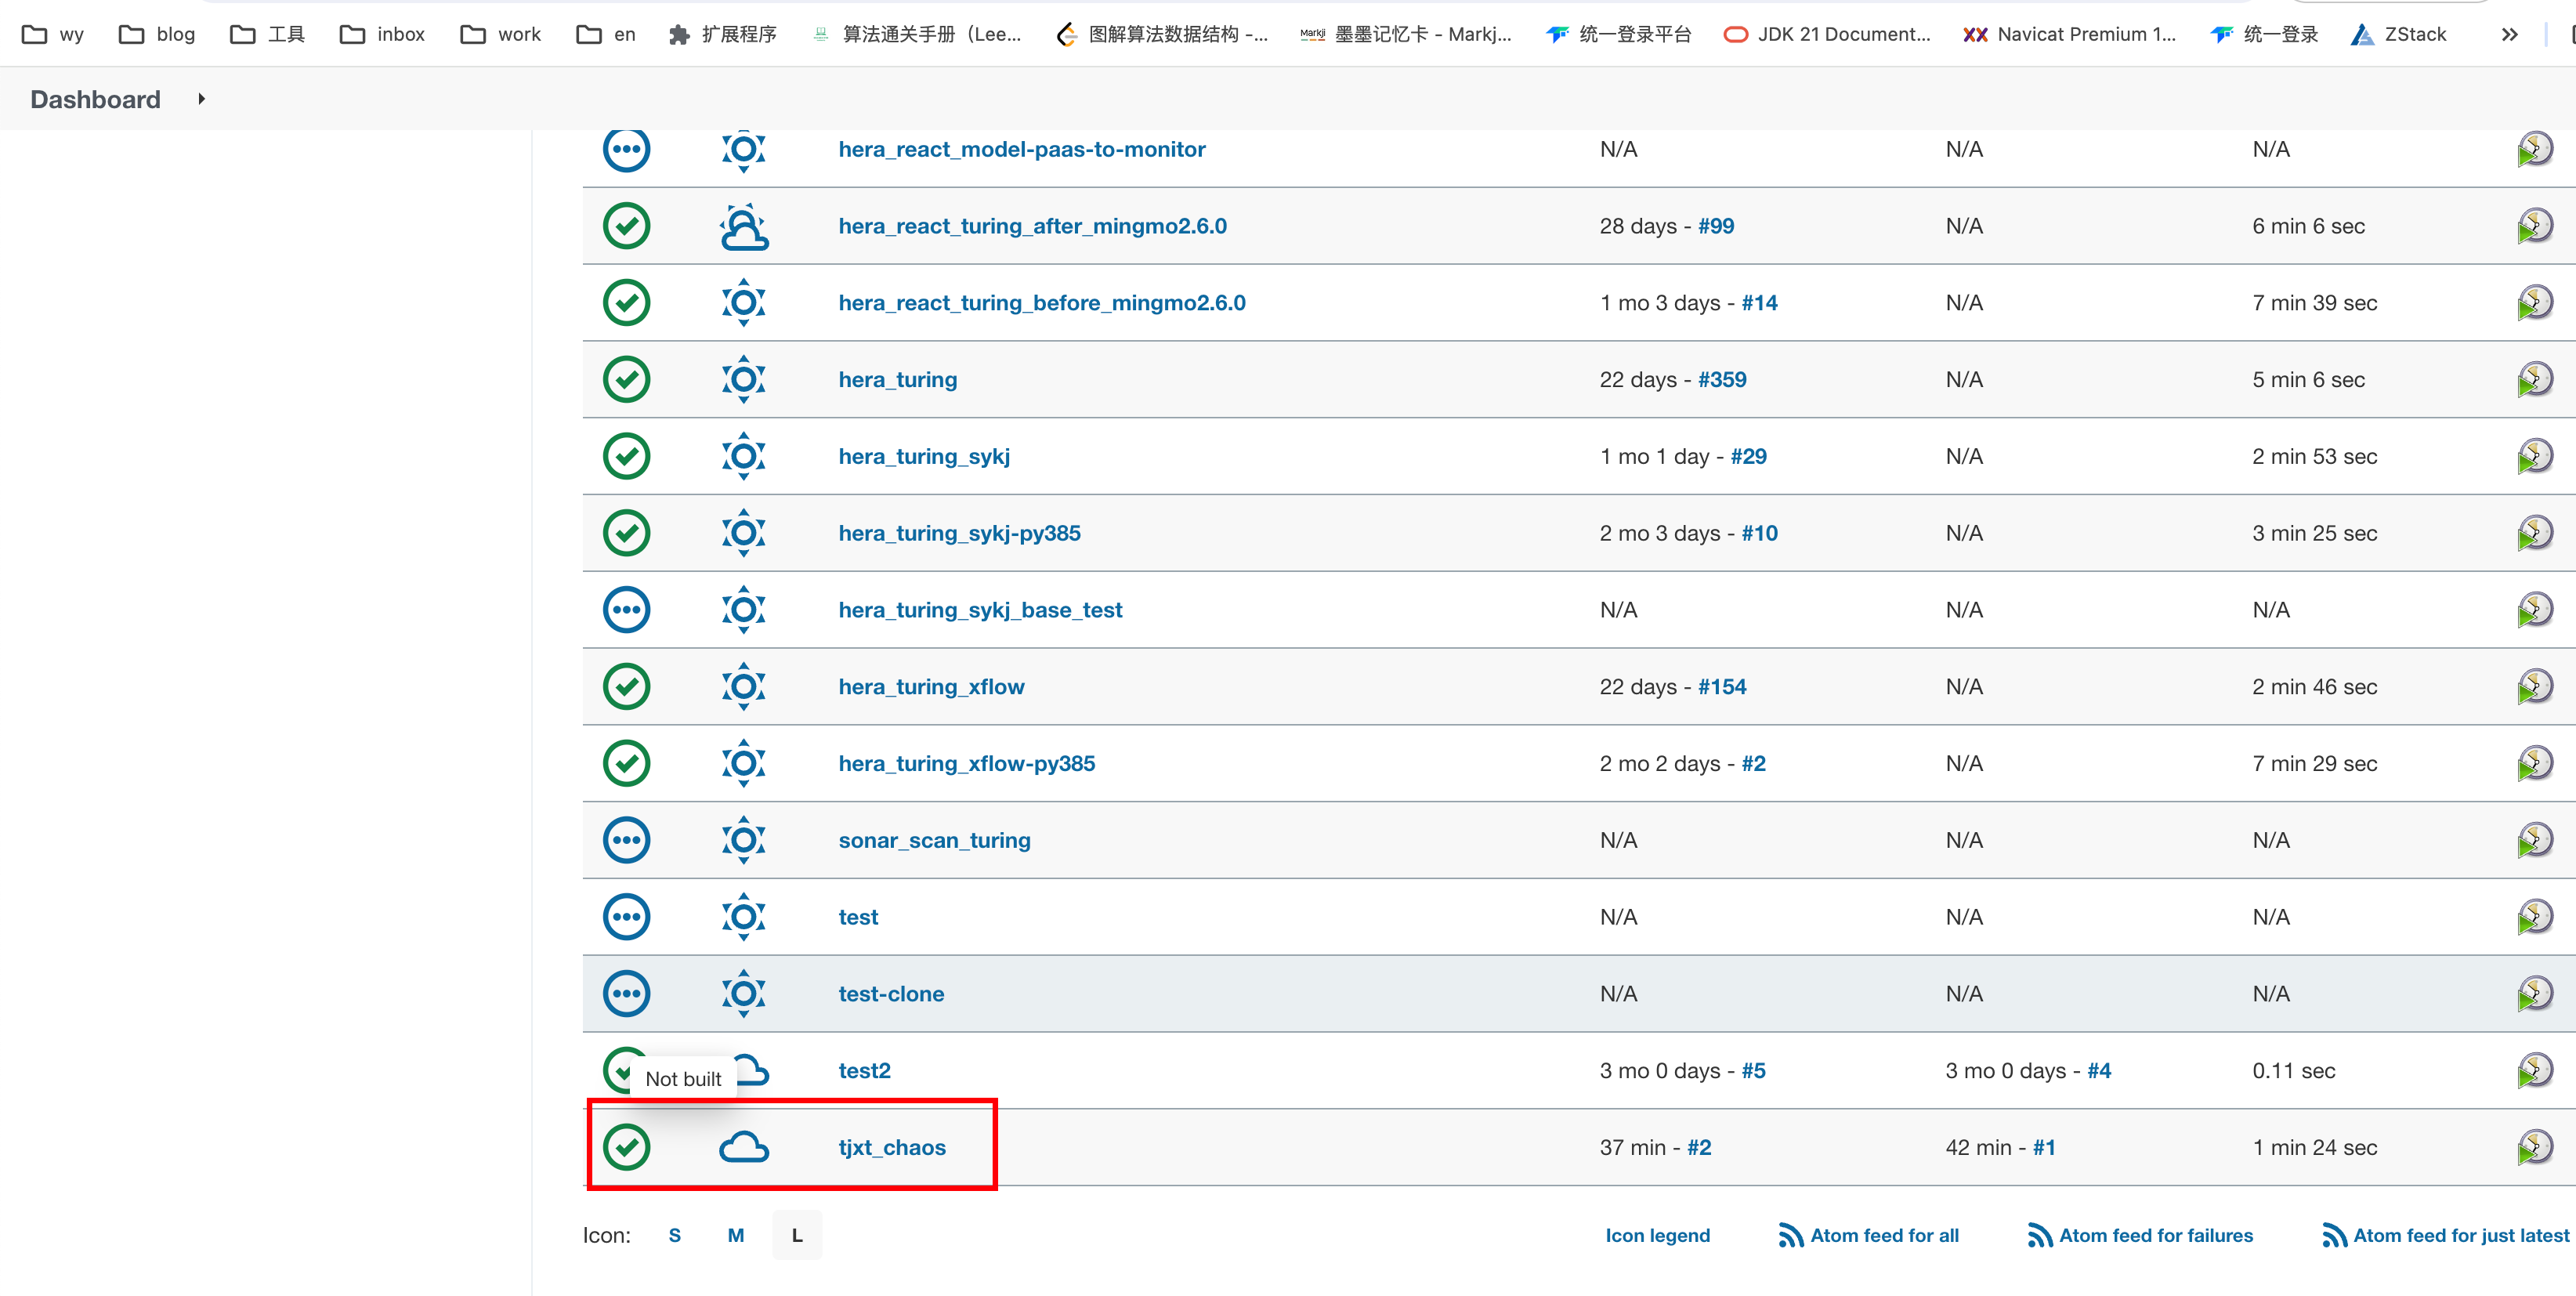 wy blog 工具 inbox work en 扩展程序 算法通关手册（Lee... 图解算法数据结构 -... Markji 墨墨记忆卡 - Markj... 统一登录平台 JDK 21 Document... Navicat Premium 1... 统一登录 ZStack »
Dashboard
hera_react_model-paas-to-monitor N/A N/A N/A
hera_react_turing_after_mingmo2.6.0 28 days - #99 N/A 6 min 6 sec
hera_react_turing_before_mingmo2.6.0 1 mo 3 days - #14 N/A 7 min 39 sec
hera_turing 22 days - #359 N/A 5 min 6 sec
hera_turing_sykj 1 mo 1 day - #29 N/A 2 min 53 sec
hera_turing_sykj-py385 2 mo 3 days - #10 N/A 3 min 25 sec
hera_turing_sykj_base_test N/A N/A N/A
hera_turing_xflow 22 days - #154 N/A 2 min 46 sec
hera_turing_xflow-py385 2 mo 2 days - #2 N/A 7 min 29 sec
sonar_scan_turing N/A N/A N/A
test N/A N/A N/A
test-clone N/A N/A N/A
test2 3 mo 0 days - #5 3 mo 0 days - #4 0.11 sec
Not built
tjxt_chaos 37 min - #2 42 min - #1 1 min 24 sec
Icon: S M L Icon legend Atom feed for all Atom feed for failures Atom feed for just latest